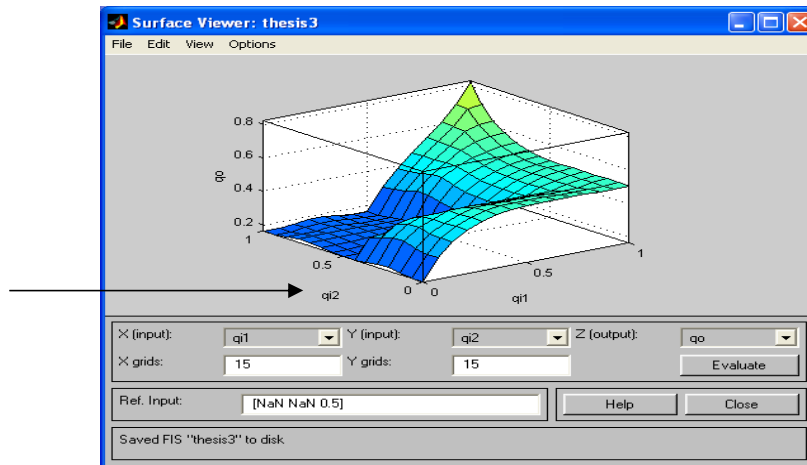 Surface Viewer: thesis3
File Edit View Options
0.8
0.6
0.4
0.2
qo
1
0.5
0
qi2
0
0.5
1
qi1
X (input): qi1 Y (input): qi2 Z (output): qo
X grids: 15 Y grids: 15 Evaluate
Ref. Input: [NaN NaN 0.5] Help Close
Saved FIS "thesis3" to disk